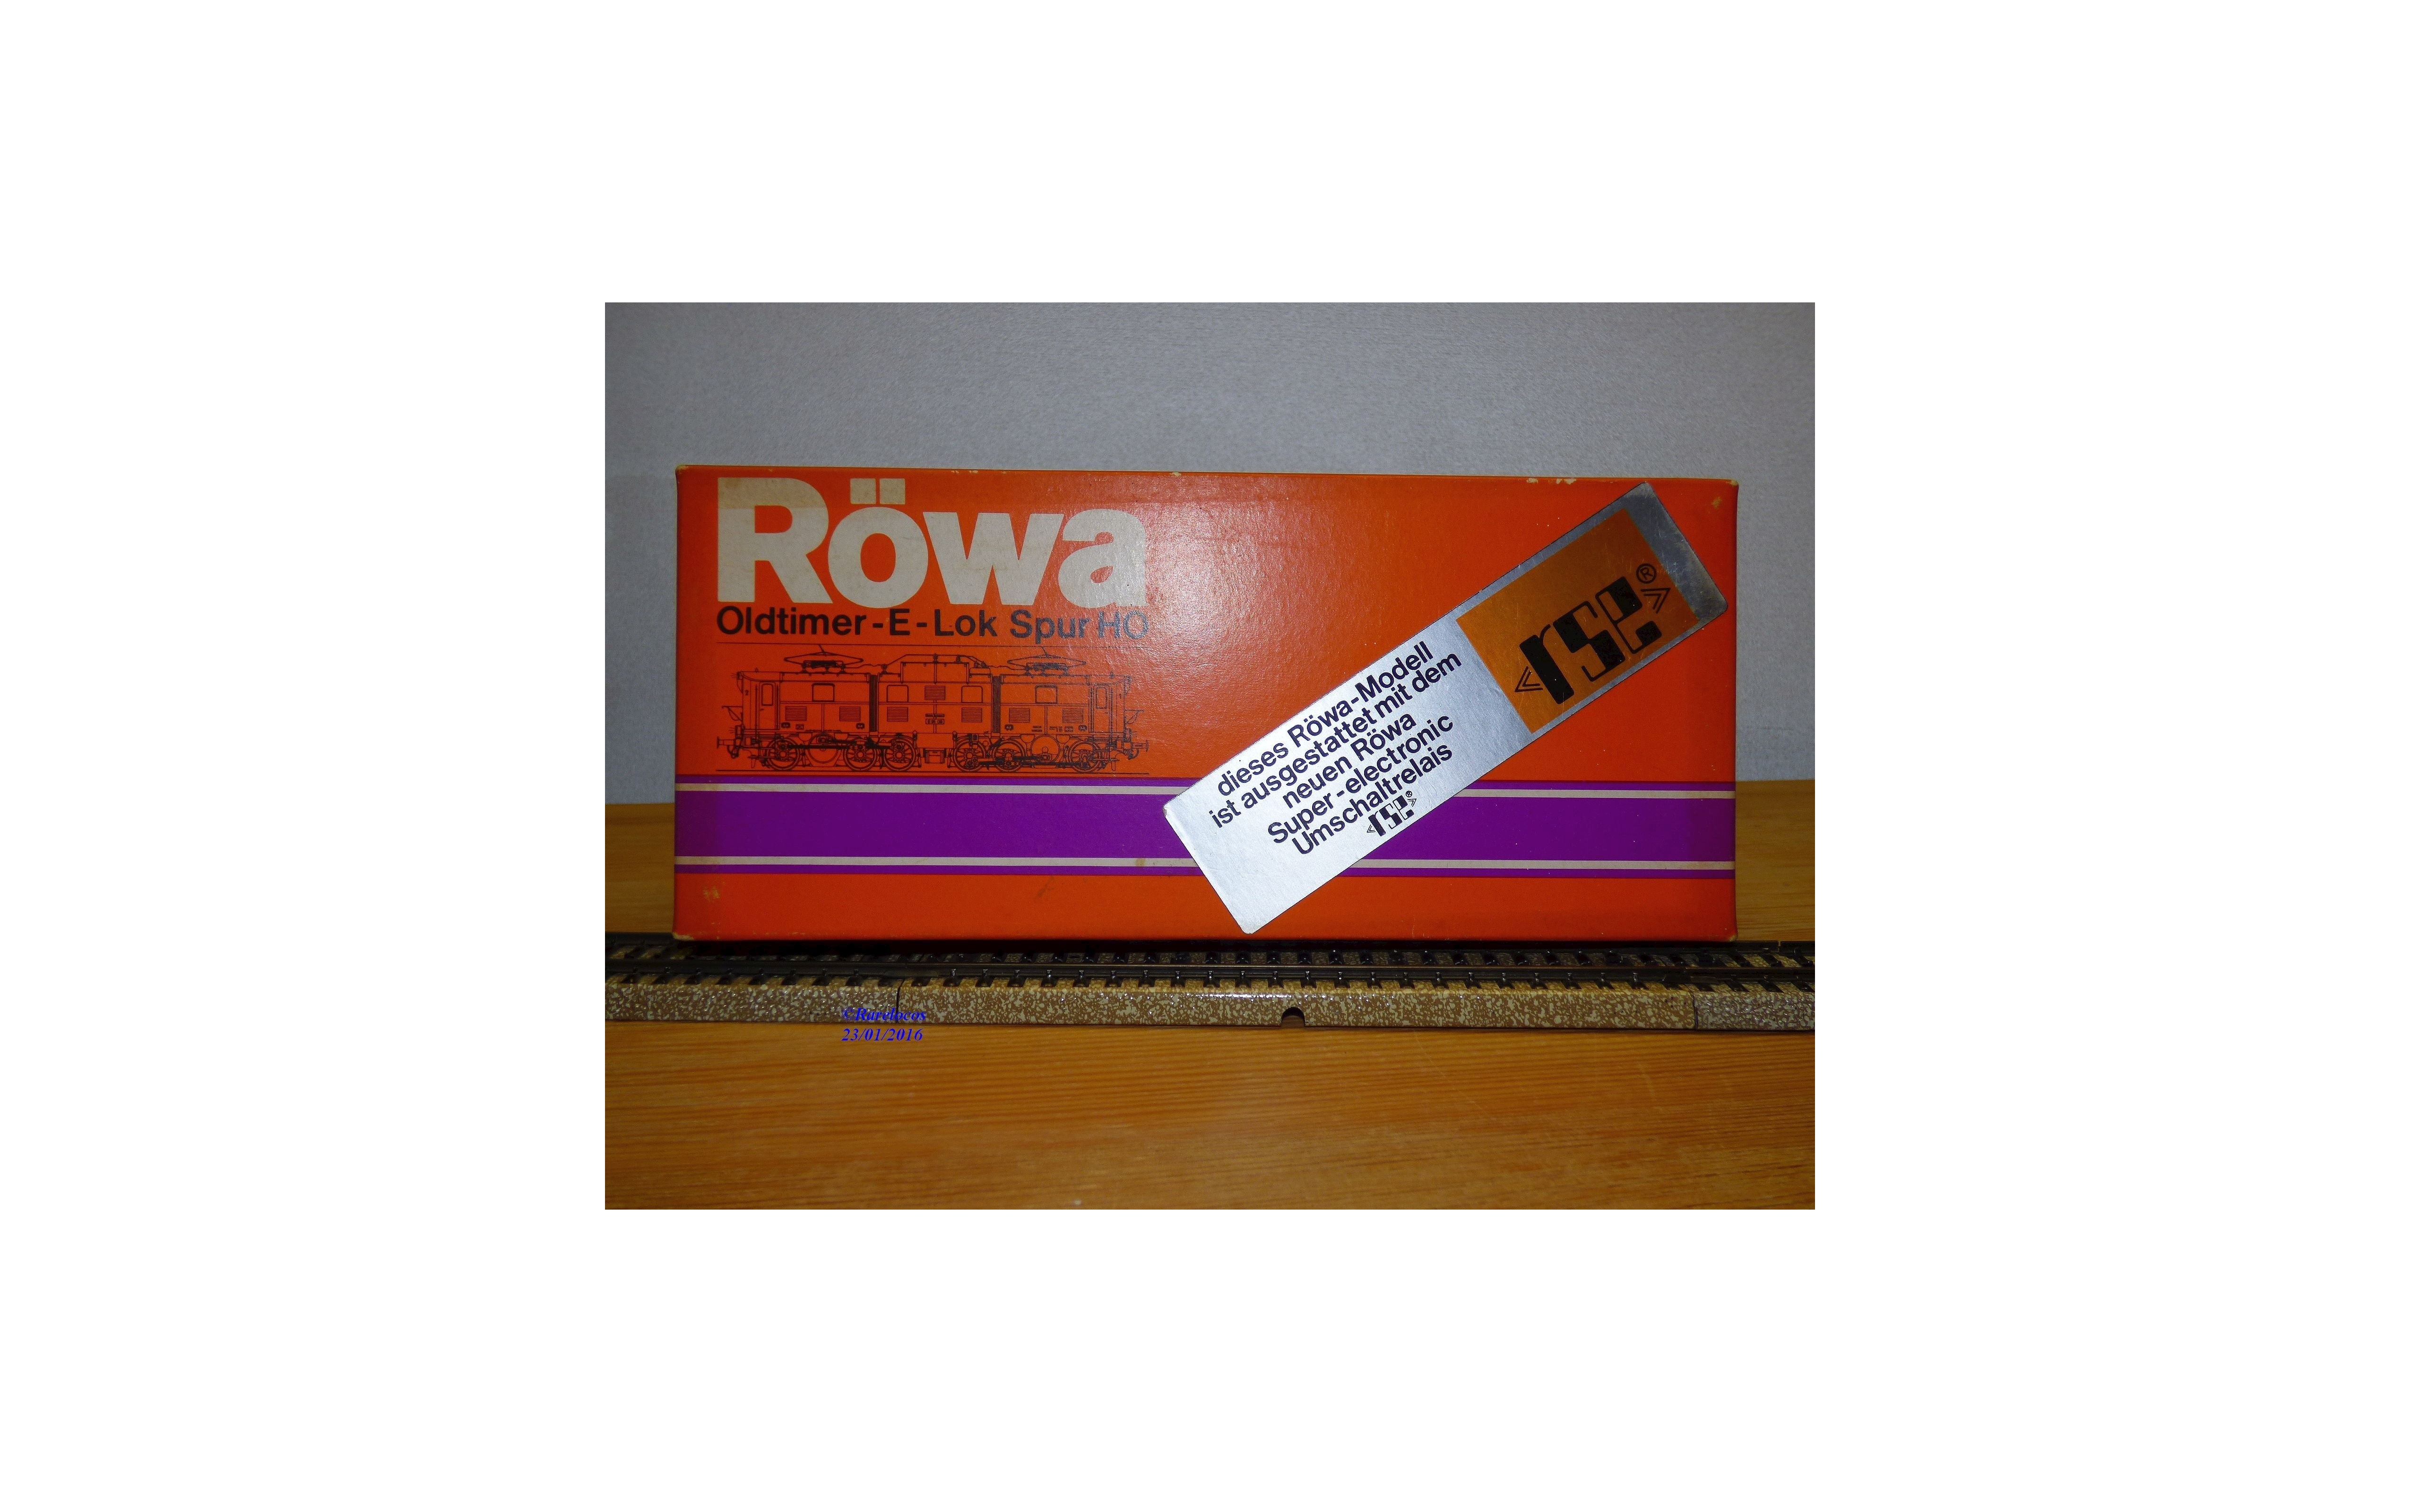 Röwa
Oldtimer-E-Lok Spur HO
rse®
dieses Röwa-Modell
ist ausgestattet mit dem
neuen Röwa
Super-electronic
Umschaltrelais
rse®
©Rarelocos
23/01/2016